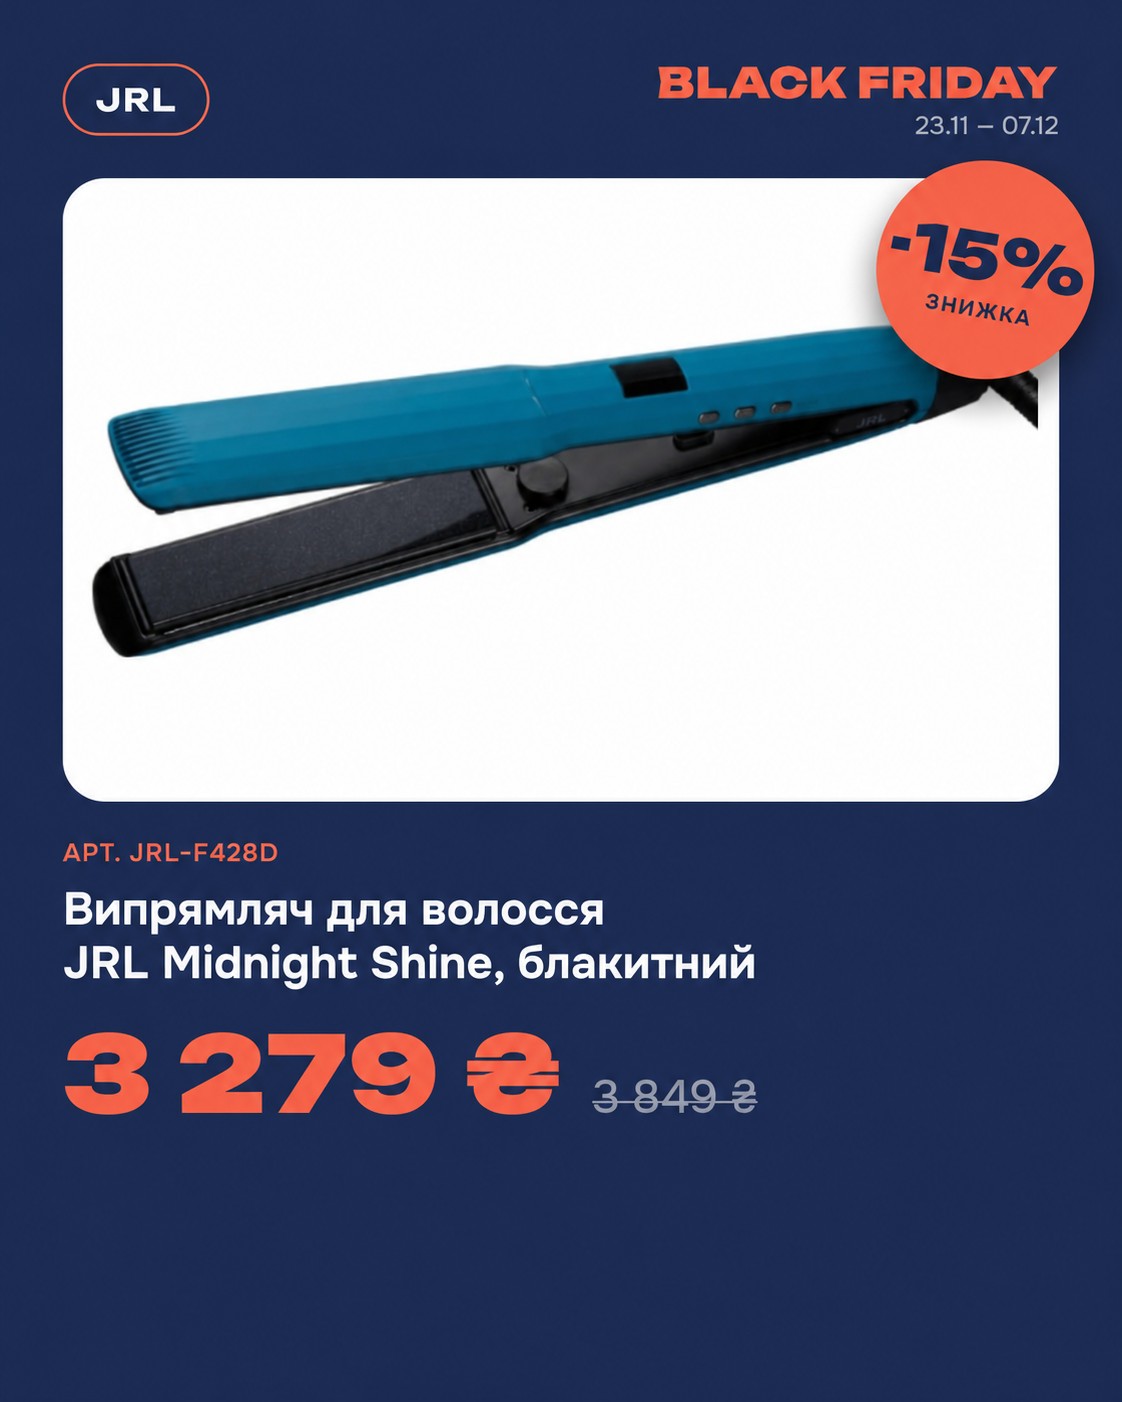 JRL
BLACK FRIDAY
23.11 – 07.12
-15%
ЗНИЖКА
JRL
АРТ. JRL-F428D
Випрямляч для волосся
JRL Midnight Shine, блакитний
3 279 ₴
3 849 ₴